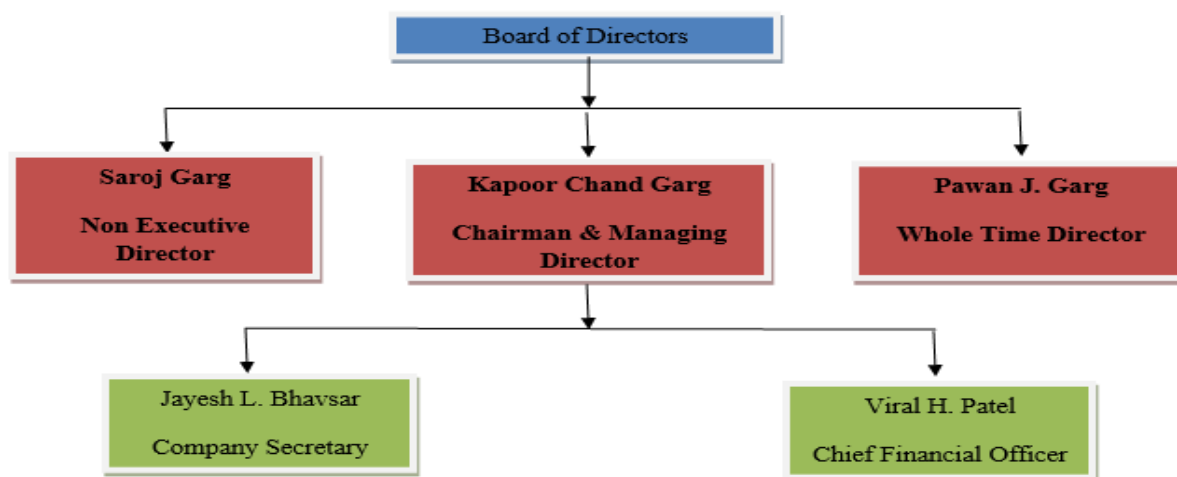 Board of Directors
Saroj Garg
Non Executive
Director
Kapoor Chand Garg
Chairman & Managing
Director
Pawan J. Garg
Whole Time Director
Jayesh L. Bhavsar
Company Secretary
Viral H. Patel
Chief Financial Officer